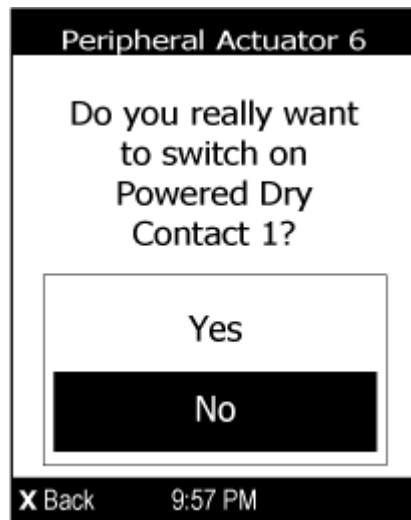 Peripheral Actuator 6
Do you really want
to switch on
Powered Dry
Contact 1?
Yes
No
X Back 9:57 PM